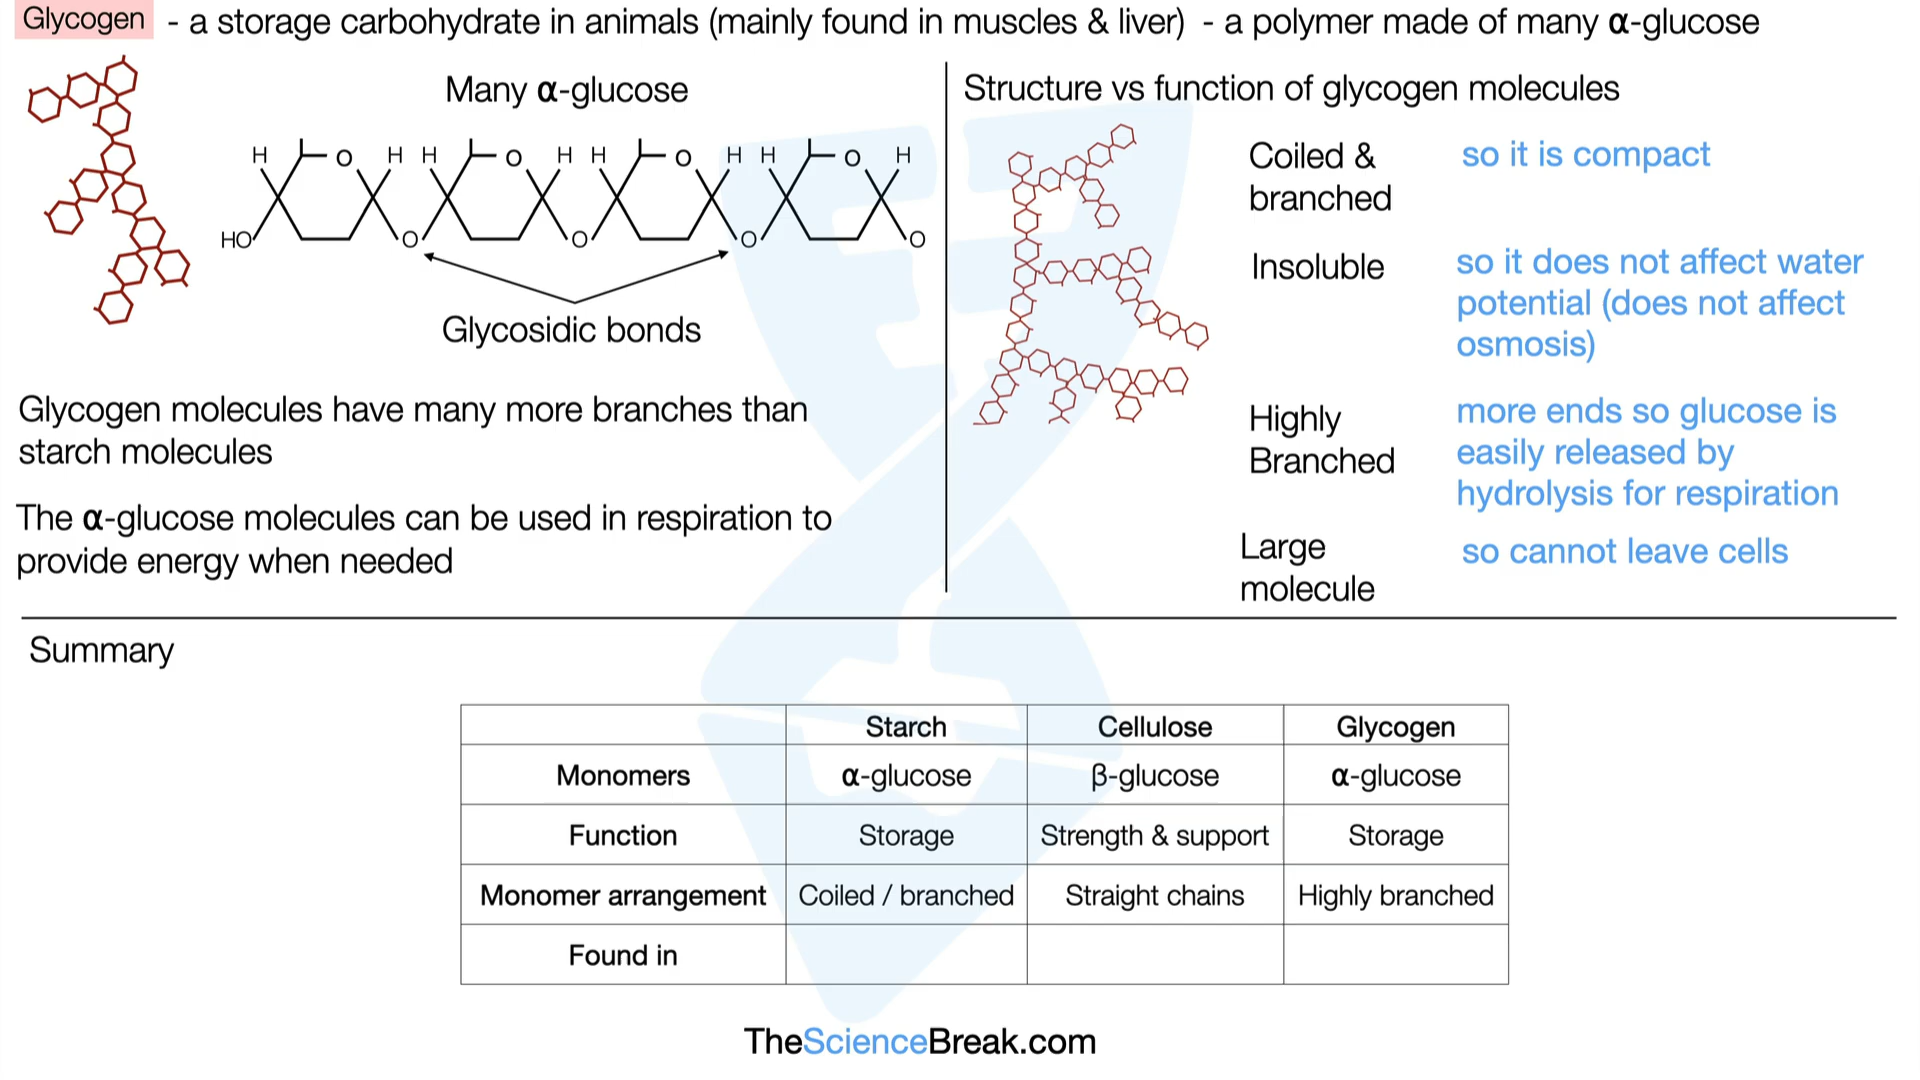 Glycogen - a storage carbohydrate in animals (mainly found in muscles & liver) - a polymer made of many α-glucose
Many α-glucose
H O H H O H H O H H O H
HO O O O O
Glycosidic bonds
Glycogen molecules have many more branches than
starch molecules
The α-glucose molecules can be used in respiration to
provide energy when needed
Structure vs function of glycogen molecules
Coiled &
branched
so it is compact
Insoluble
so it does not affect water
potential (does not affect
osmosis)
Highly
Branched
more ends so glucose is
easily released by
hydrolysis for respiration
Large
molecule
so cannot leave cells
Summary
Starch Cellulose Glycogen
Monomers α-glucose β-glucose α-glucose
Function Storage Strength & support Storage
Monomer arrangement Coiled / branched Straight chains Highly branched
Found in
TheScienceBreak.com